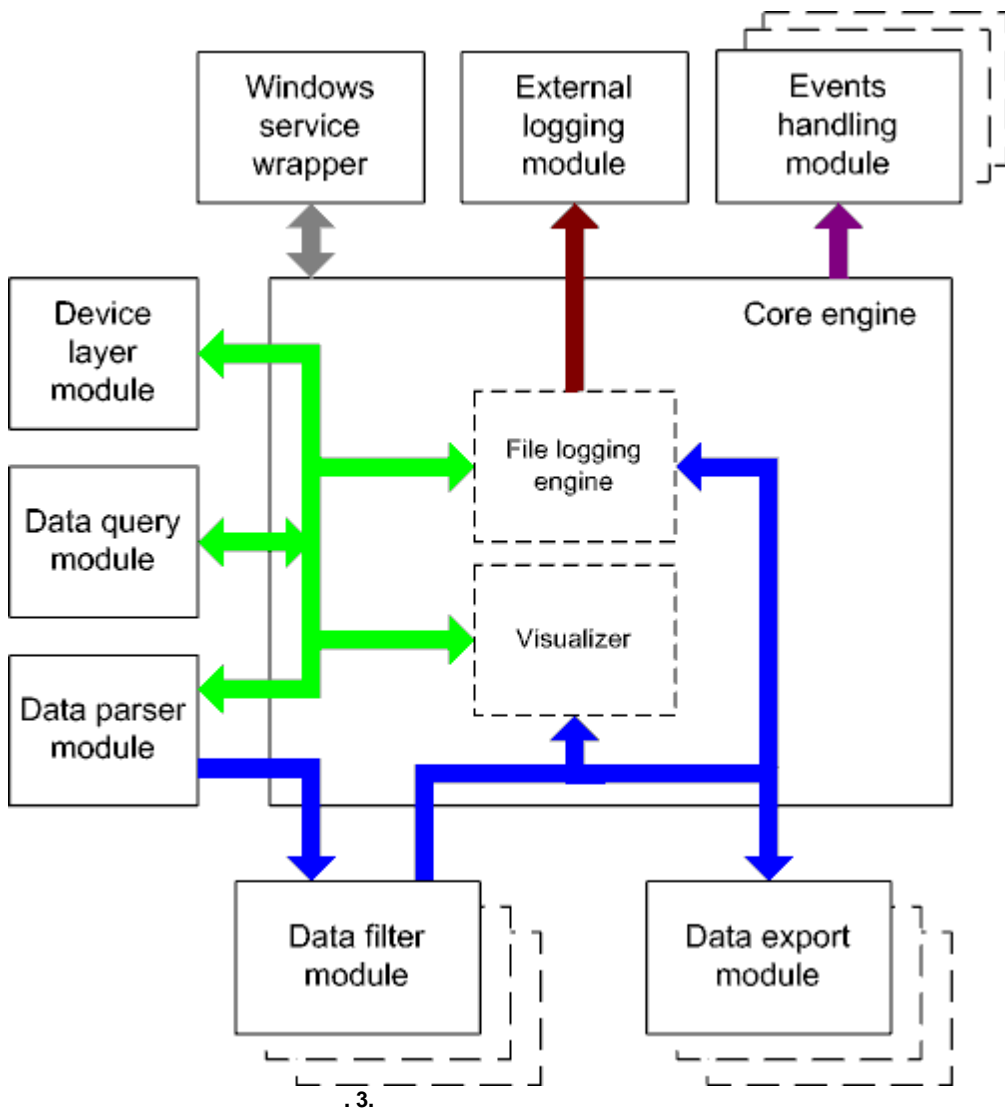 Windows
service
wrapper
External
logging
module
Events
handling
module
Device
layer
module
Core engine
File logging
engine
Data query
module
Visualizer
Data parser
module
Data filter
module
Data export
module
. 3.